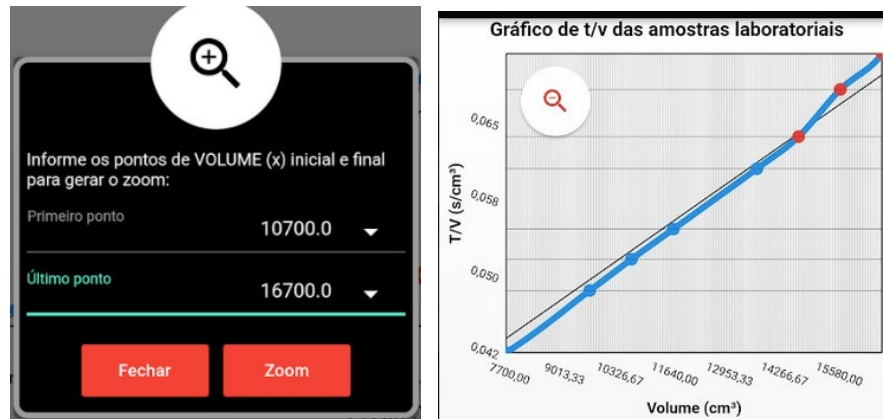 Informe os pontos de VOLUME (x) inicial e final
para gerar o zoom:
Primeiro ponto
10700.0
Último ponto
16700.0
Fechar
Zoom
Gráfico de t/v das amostras laboratoriais
T/V (s/cm³)
0,065
0,058
0,050
0,042
7700,00
9013,33
10326,67
11640,00
12953,33
14266,67
15580,00
Volume (cm³)